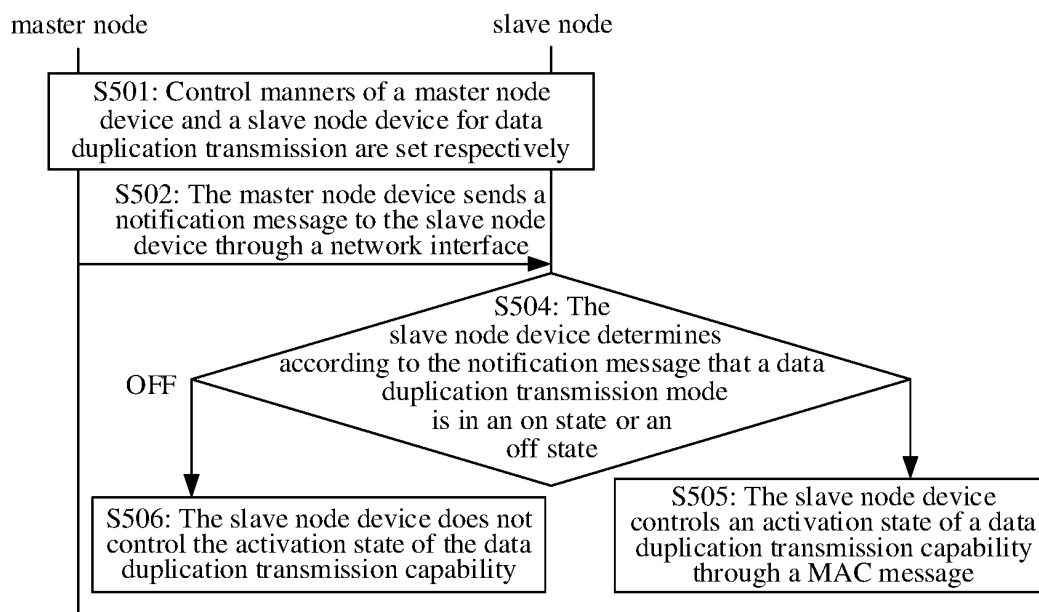 master node
slave node
S501: Control manners of a master node
device and a slave node device for data
duplication transmission are set respectively
S502: The master node device sends a
notification message to the slave node
device through a network interface
S504: The
slave node device determines
according to the notification message that a data
duplication transmission mode
is in an on state or an
off state
OFF
S506: The slave node device does not
control the activation state of the data
duplication transmission capability
S505: The slave node device
controls an activation state of a data
duplication transmission capability
through a MAC message